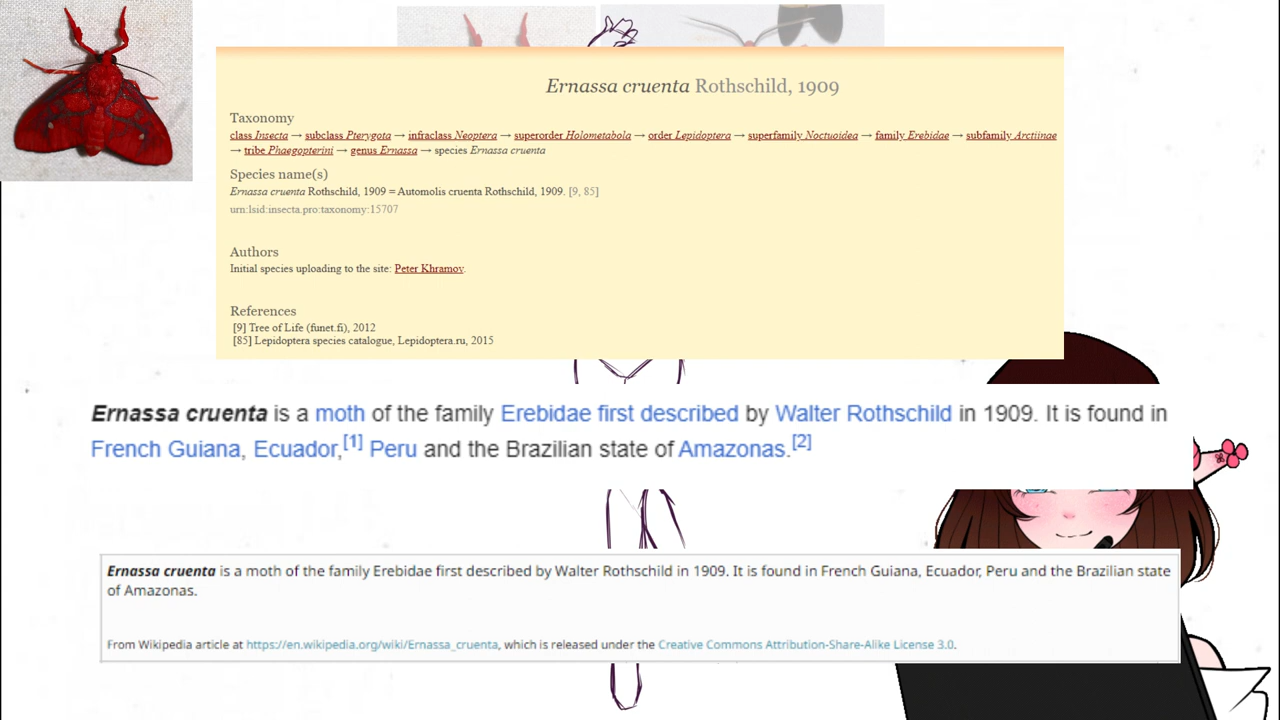 Ernassa cruenta Rothschild, 1909
Taxonomy
class Insecta → subclass Pterygota → infraclass Neoptera → superorder Holometabola → order Lepidoptera → superfamily Noctuoidea → family Erebidae → subfamily Arctiinae
→ tribe Phaegopterini → genus Ernassa → species Ernassa cruenta
Species name(s)
Ernassa cruenta Rothschild, 1909 = Automolis cruenta Rothschild, 1909. [9, 85]
urn:lsid:insecta.pro:taxonomy:15707
Authors
Initial species uploading to the site: Peter Khramov.
References
[9] Tree of Life (funet.fi), 2012
[85] Lepidoptera species catalogue, Lepidoptera.ru, 2015
Ernassa cruenta is a moth of the family Erebidae first described by Walter Rothschild in 1909. It is found in
French Guiana, Ecuador,[1] Peru and the Brazilian state of Amazonas.[2]
Ernassa cruenta is a moth of the family Erebidae first described by Walter Rothschild in 1909. It is found in French Guiana, Ecuador, Peru and the Brazilian state
of Amazonas.
From Wikipedia article at https://en.wikipedia.org/wiki/Ernassa_cruenta, which is released under the Creative Commons Attribution-Share-Alike License 3.0.